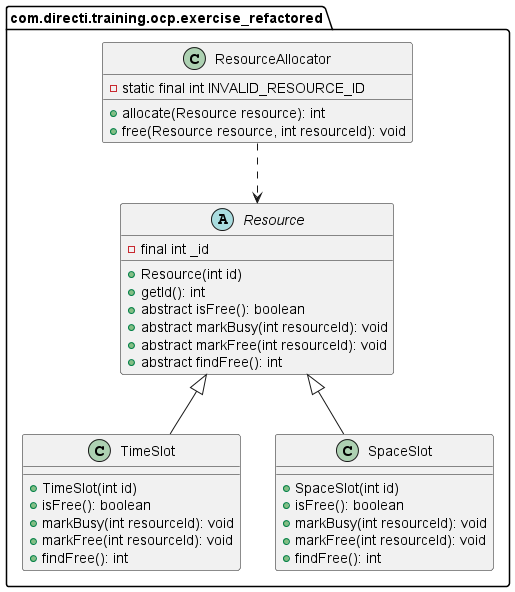 com.directi.training.ocp.exercise_refactored
C ResourceAllocator
static final int INVALID_RESOURCE_ID
allocate(Resource resource): int
free(Resource resource, int resourceId): void
A Resource
final int _id
Resource(int id)
getId(): int
abstract isFree(): boolean
abstract markBusy(int resourceId): void
abstract markFree(int resourceId): void
abstract findFree(): int
C TimeSlot
TimeSlot(int id)
isFree(): boolean
markBusy(int resourceId): void
markFree(int resourceId): void
findFree(): int
C SpaceSlot
SpaceSlot(int id)
isFree(): boolean
markBusy(int resourceId): void
markFree(int resourceId): void
findFree(): int